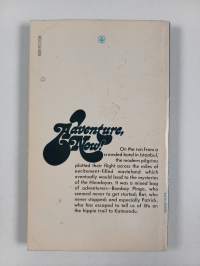 Adventure,
Now!
On the run from a
crowded hotel in Istanbul,
the modern pilgrims
plotted their flight across the miles of
excitement-filled wasteland which
eventually would lead to the mysteries
of the Himalayas. It was a mixed bag
of adventurers—Bombay Plaga, who
seemed never to get started; Bart, who
never stopped; and especially Patrick,
who has escaped to tell us of life on
the hippie trail to Katmandu.